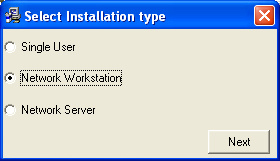 Select Installation type
Single User
Network Workstation
Network Server
Next